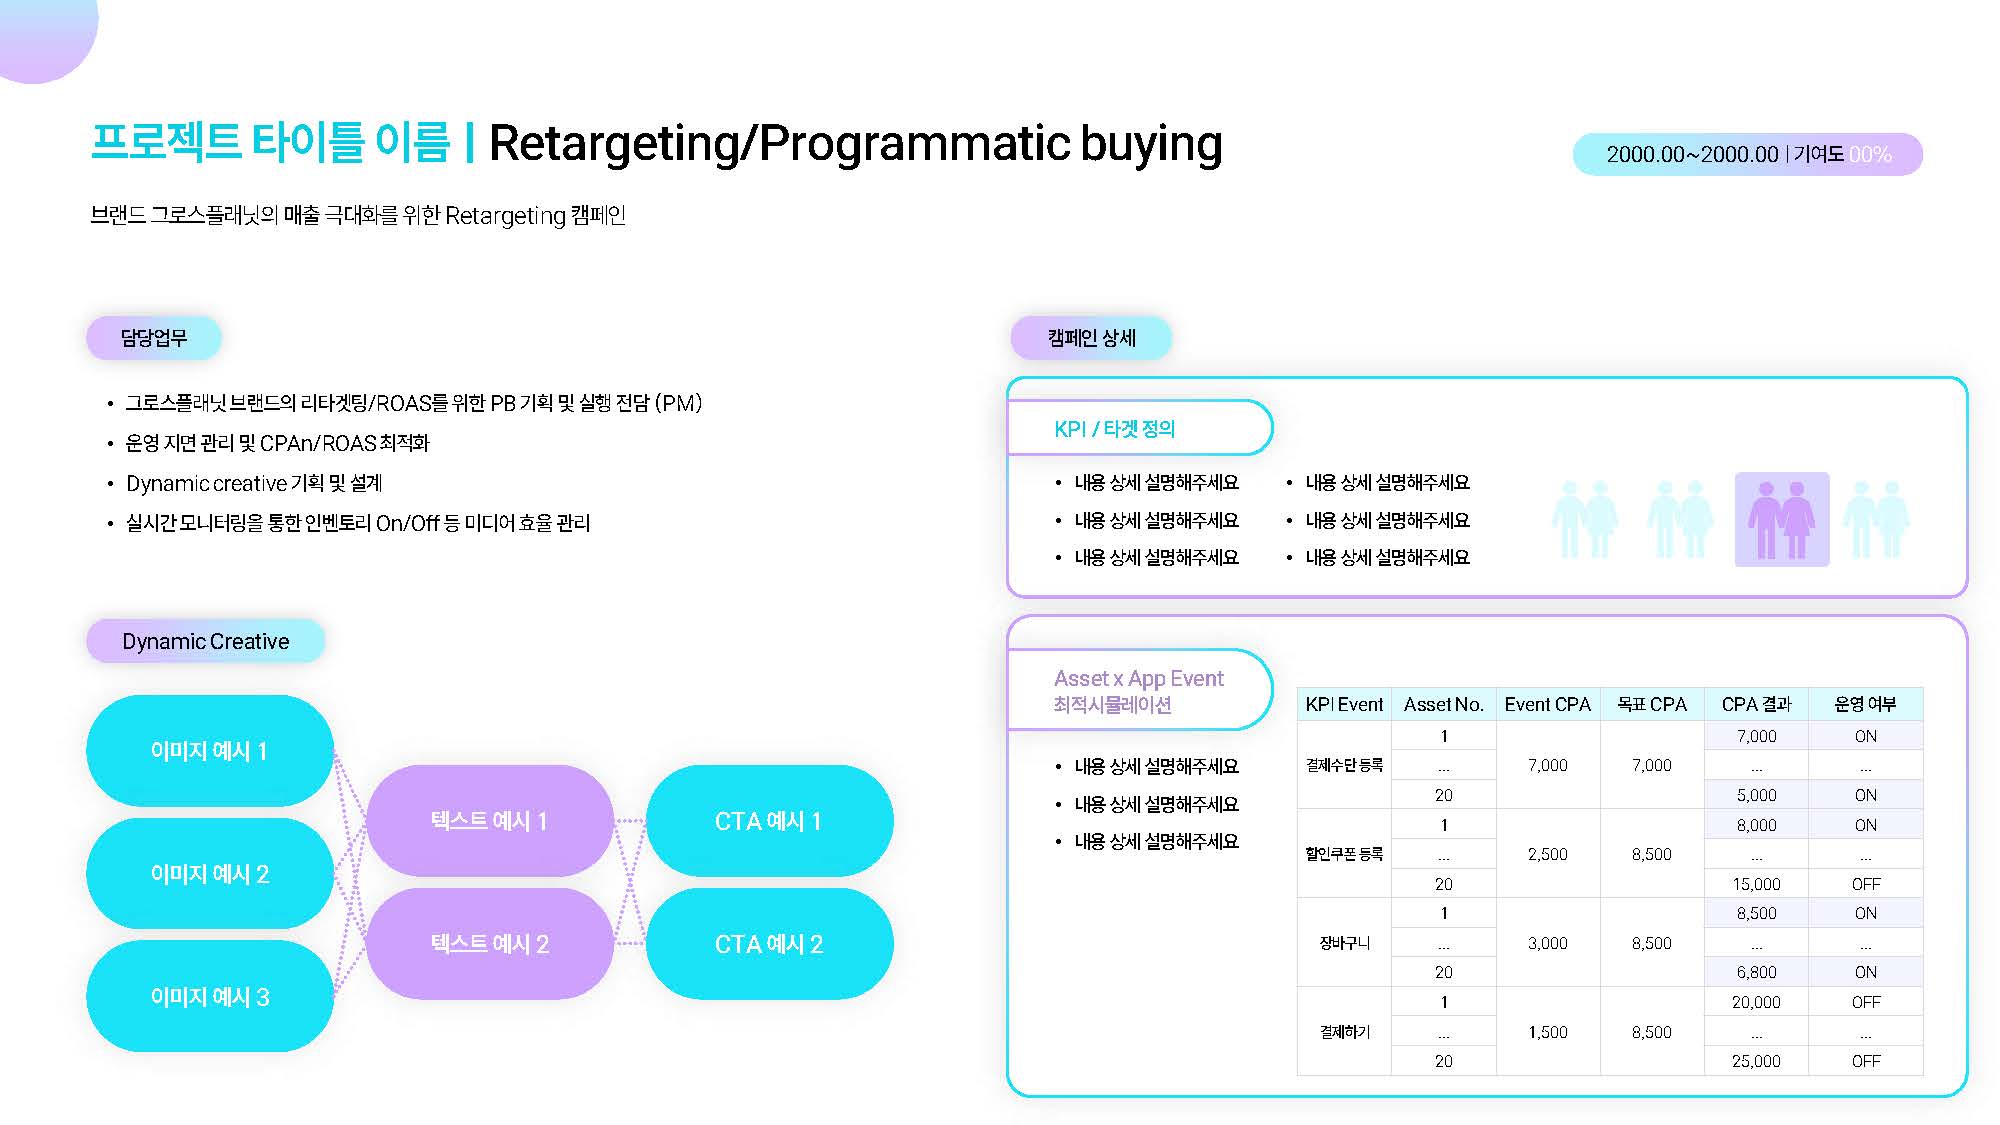 프로젝트 타이틀 이름 | Retargeting/Programmatic buying
2000.00~2000.00 | 기여도 00%
브랜드 그로스플래닛의 매출 극대화를 위한 Retargeting 캠페인
담당업무
• 그로스플래닛 브랜드의 리타겟팅/ROAS를 위한 PB 기획 및 실행 전담 (PM)
• 운영 지면 관리 및 CPAn/ROAS 최적화
• Dynamic creative 기획 및 설계
• 실시간 모니터링을 통한 인벤토리 On/Off 등 미디어 효율 관리
Dynamic Creative
이미지 예시 1
이미지 예시 2
이미지 예시 3
텍스트 예시 1
텍스트 예시 2
CTA 예시 1
CTA 예시 2
캠페인 상세
KPI / 타겟 정의
• 내용 상세 설명해주세요
• 내용 상세 설명해주세요
• 내용 상세 설명해주세요
• 내용 상세 설명해주세요
• 내용 상세 설명해주세요
• 내용 상세 설명해주세요
Asset x App Event
최적시뮬레이션
• 내용 상세 설명해주세요
• 내용 상세 설명해주세요
• 내용 상세 설명해주세요
KPI Event Asset No. Event CPA 목표 CPA CPA 결과 운영 여부
1 7,000 ON
결제수단 등록 ... 7,000 7,000 ... ...
20 5,000 ON
1 8,000 ON
할인쿠폰 등록 ... 2,500 8,500 ... ...
20 15,000 OFF
1 8,500 ON
장바구니 ... 3,000 8,500 ... ...
20 6,800 ON
1 20,000 OFF
결제하기 ... 1,500 8,500 ... ...
20 25,000 OFF